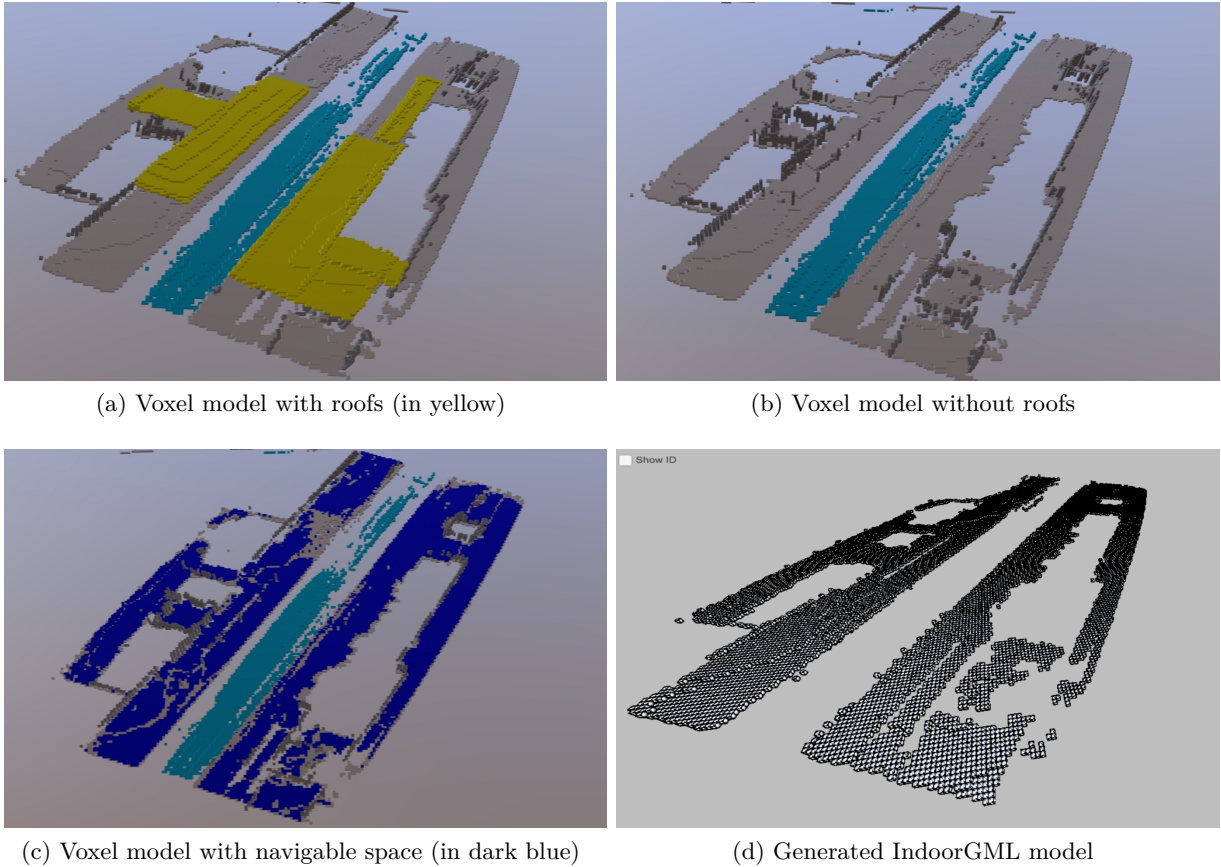 (a) Voxel model with roofs (in yellow)
(b) Voxel model without roofs
Show ID
(c) Voxel model with navigable space (in dark blue)
(d) Generated IndoorGML model